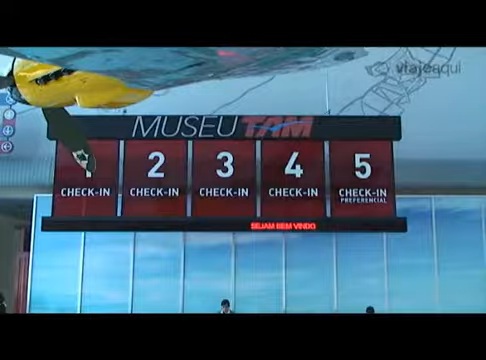 viajeaqui
MUSEU TAM
1 2 3 4 5
CHECK-IN CHECK-IN CHECK-IN CHECK-IN CHECK-IN
PREFERENCIAL
SEJAM BEM VINDO